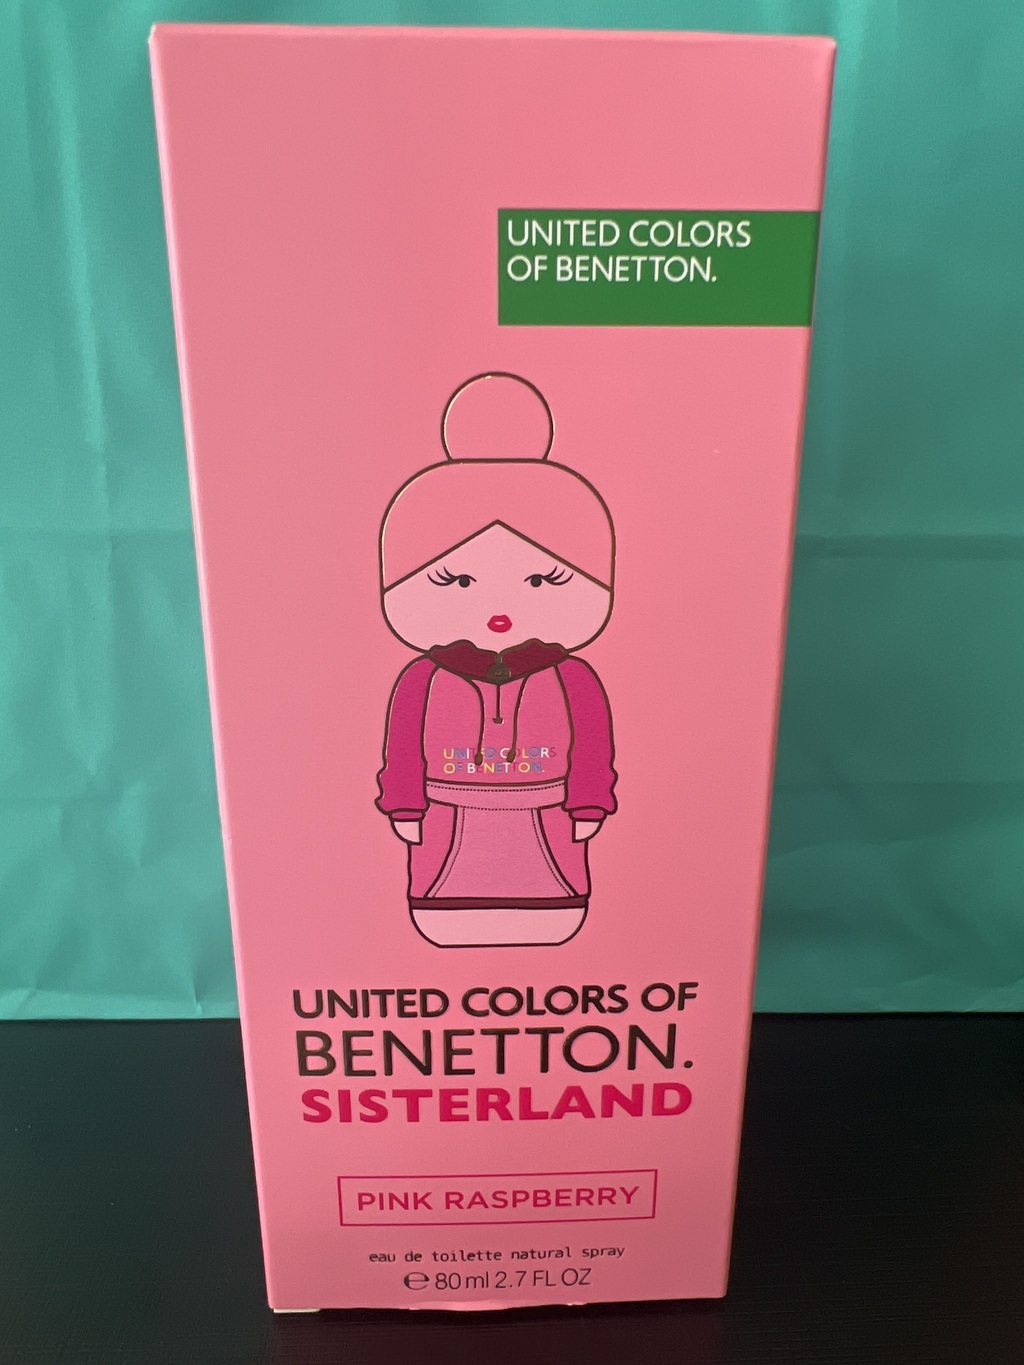 UNITED COLORS
OF BENETTON.
UNITED COLORS
OF BENETTON.
UNITED COLORS OF
BENETTON.
SISTERLAND
PINK RASPBERRY
eau de toilette natural spray
℮ 80 ml 2.7 FL OZ